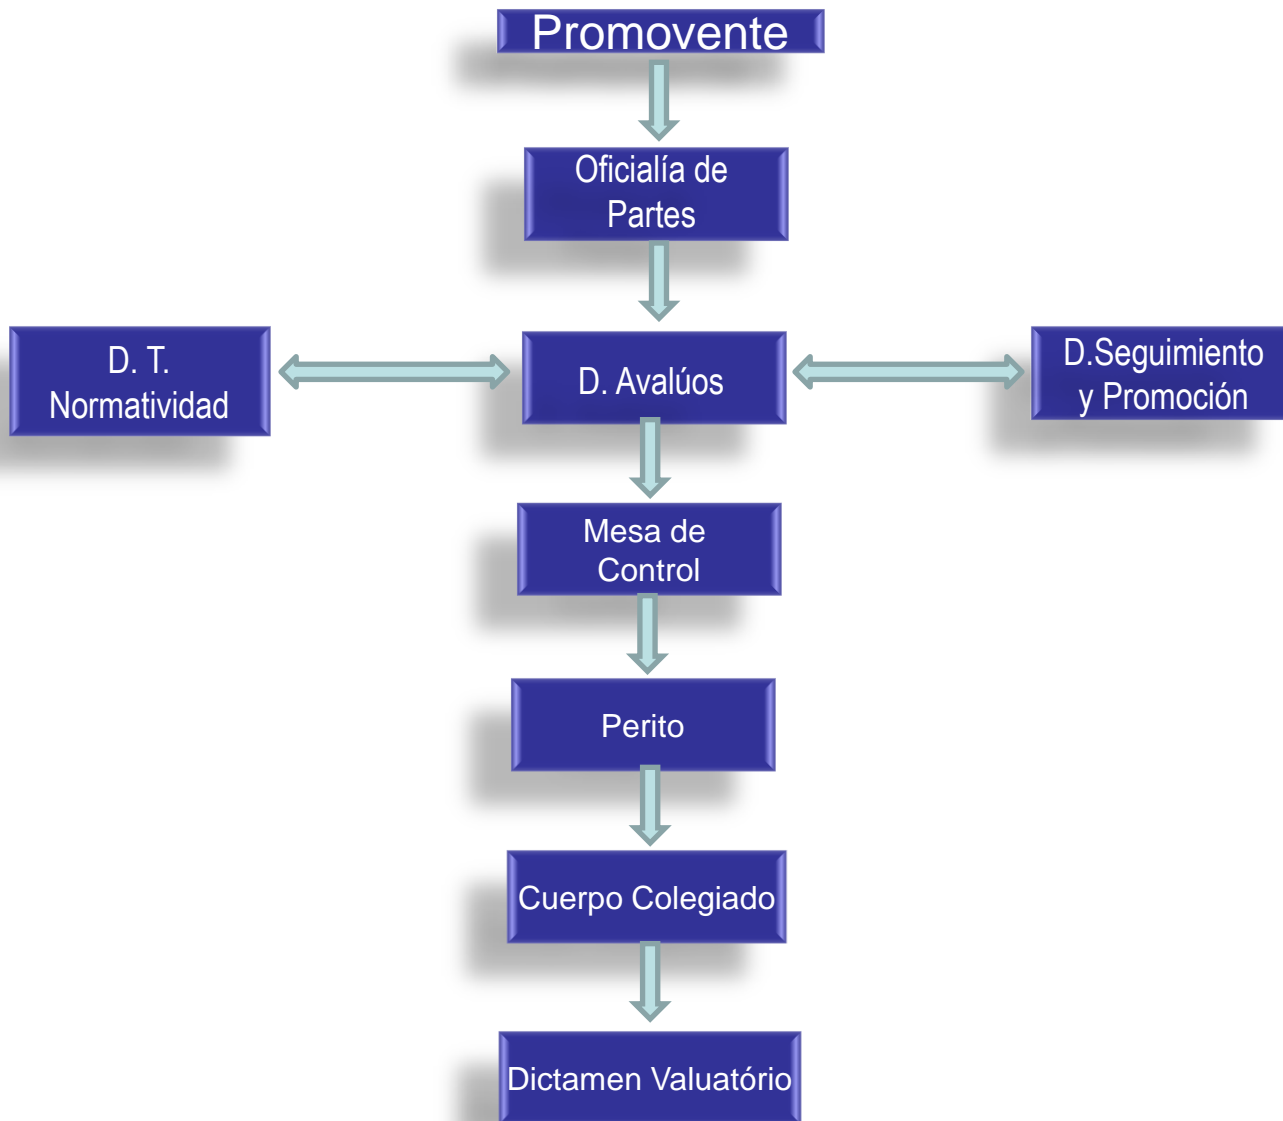 Promovente
Oficialía de
Partes
D. T.
Normatividad
D. Avalúos
D.Seguimiento
y Promoción
Mesa de
Control
Perito
Cuerpo Colegiado
Dictamen Valuatório